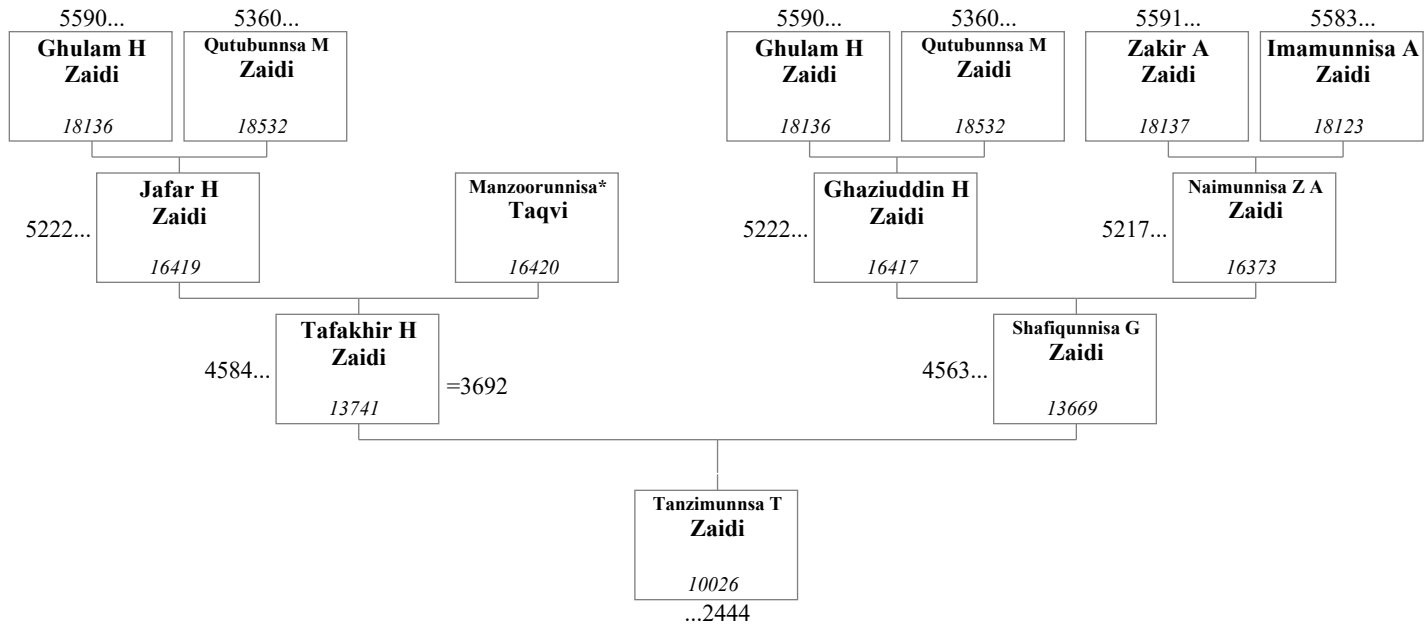 5590... 5360... 5590... 5360... 5591... 5583...
Ghulam H Qutubunnsa M Ghulam H Qutubunnsa M Zakir A Imamunnisa A
Zaidi Zaidi Zaidi Zaidi Zaidi Zaidi
18136 18532 18136 18532 18137 18123
Jafar H Manzoorunnisa* Ghaziuddin H Naimunnisa Z A
Zaidi Taqvi Zaidi Zaidi
5222... 5222... 5217...
16419 16420 16417 16373
Tafakhir H Shafiqunnisa G
Zaidi Zaidi
4584... =3692 4563...
13741 13669
Tanzimunnsa T
Zaidi
10026
...2444